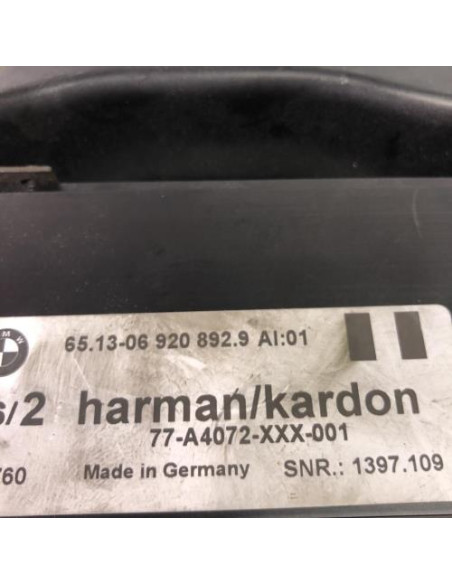 65.13-06 920 892.9 AI:01
/2 harman/kardon
77-A4072-XXX-001
760 Made in Germany SNR.: 1397.109